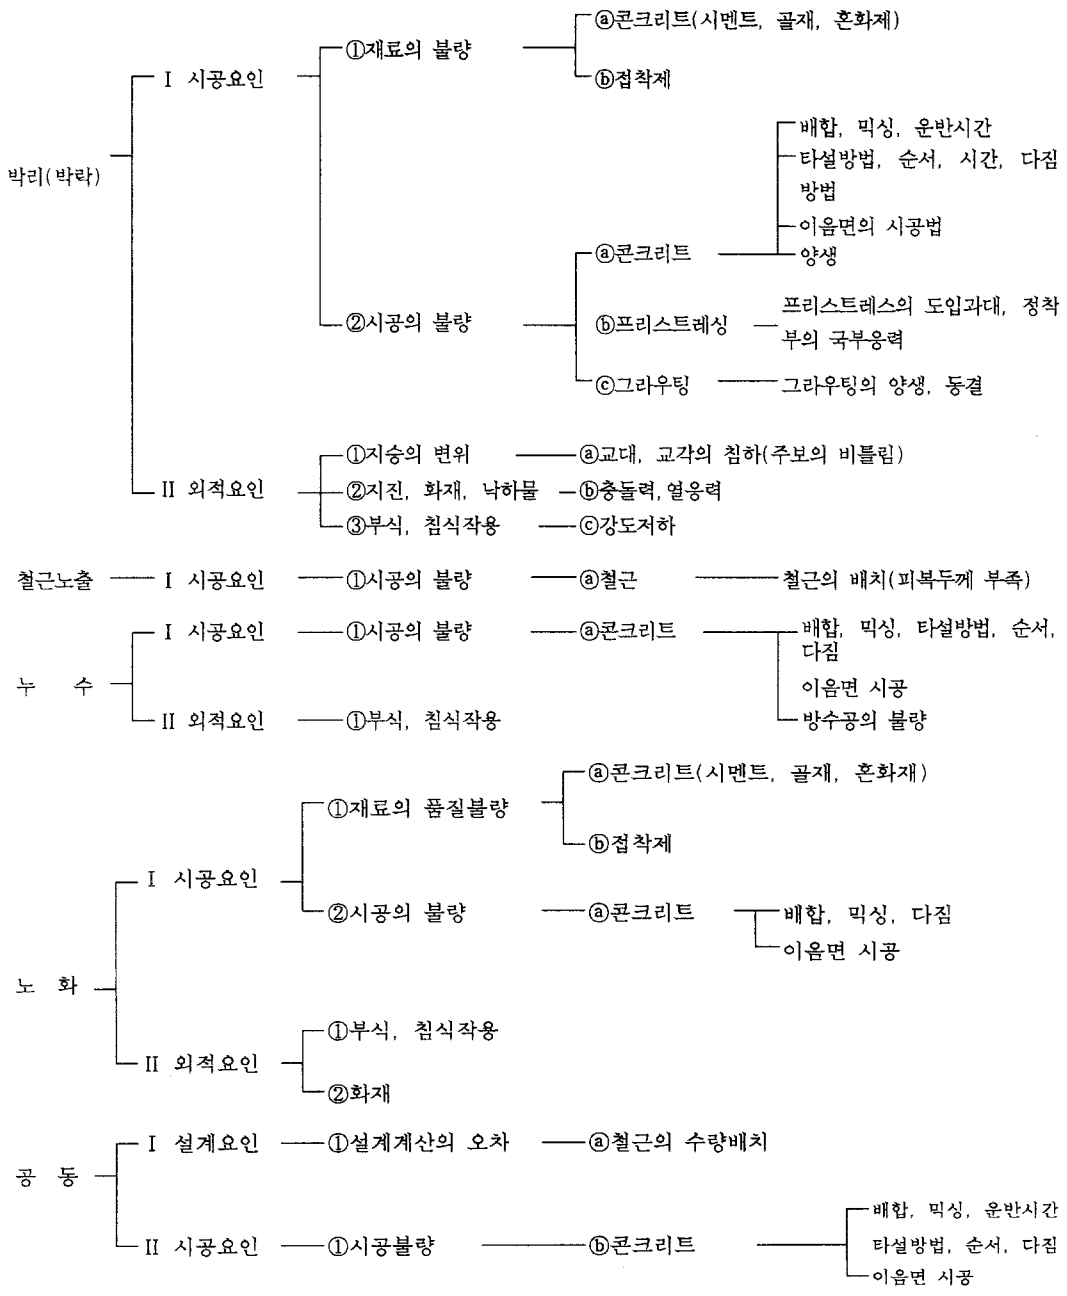 ⓐ콘크리트(시멘트, 골재, 혼화제)
①재료의 불량
Ⅰ 시공요인
ⓑ접착제
배합, 믹싱, 운반시간
타설방법, 순서, 시간, 다짐
방법
박리(박락)
이음면의 시공법
ⓐ콘크리트
양생
프리스트레스의 도입과대, 정착
②시공의 불량
ⓑ프리스트레싱
부의 국부응력
ⓒ그라우팅
그라우팅의 양생, 동결
①지승의 변위
ⓐ교대, 교각의 침하(주보의 비틀림)
Ⅱ 외적요인
②지진, 화재, 낙하물
ⓑ충돌력,열응력
③부식, 침식작용
ⓒ강도저하
철근노출
Ⅰ 시공요인
①시공의 불량
ⓐ철근
철근의 배치(피복두께 부족)
Ⅰ 시공요인
①시공의 불량
ⓐ콘크리트
배합, 믹싱, 타설방법, 순서,
다짐
누 수
이음면 시공
Ⅱ 외적요인
①부식, 침식작용
방수공의 불량
ⓐ콘크리트(시멘트, 골재, 혼화재)
①재료의 품질불량
ⓑ접착제
Ⅰ 시공요인
②시공의 불량
ⓐ콘크리트
배합, 믹싱, 다짐
이음면 시공
노 화
①부식, 침식작용
Ⅱ 외적요인
②화재
Ⅰ 설계요인
①설계계산의 오차
ⓐ철근의 수량배치
공 동
배합, 믹싱, 운반시간
Ⅱ 시공요인
①시공불량
ⓑ콘크리트
타설방법, 순서, 다짐
이음면 시공